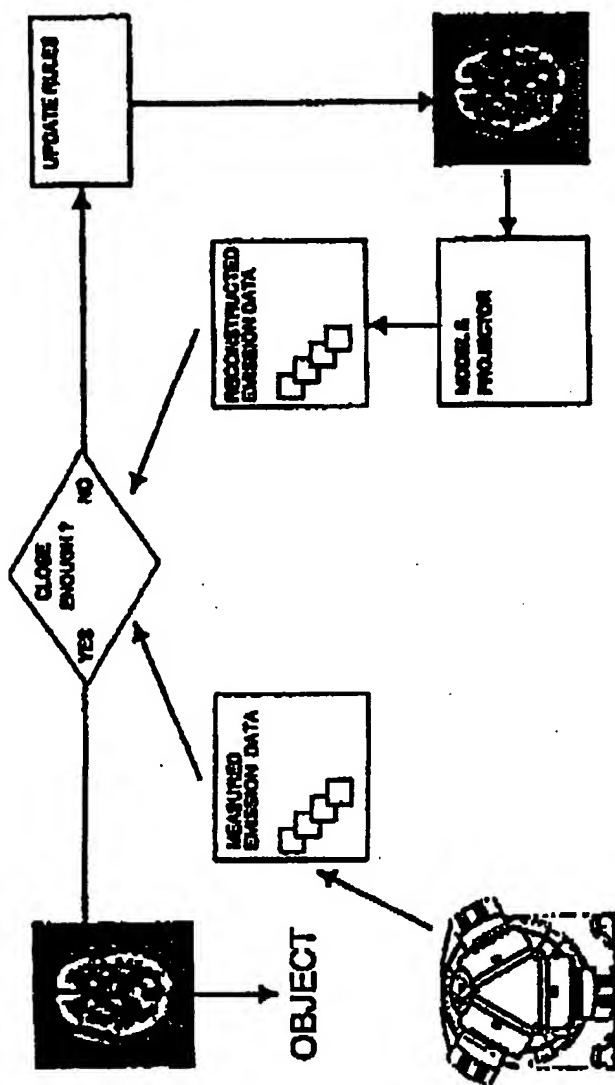 CLOSE
ENOUGH?
YES
NO
UPDATE RULES
MEASURED
EMISSION DATA
RECONSTRUCTED
EMISSION DATA
MODEL &
PROJECTOR
OBJECT